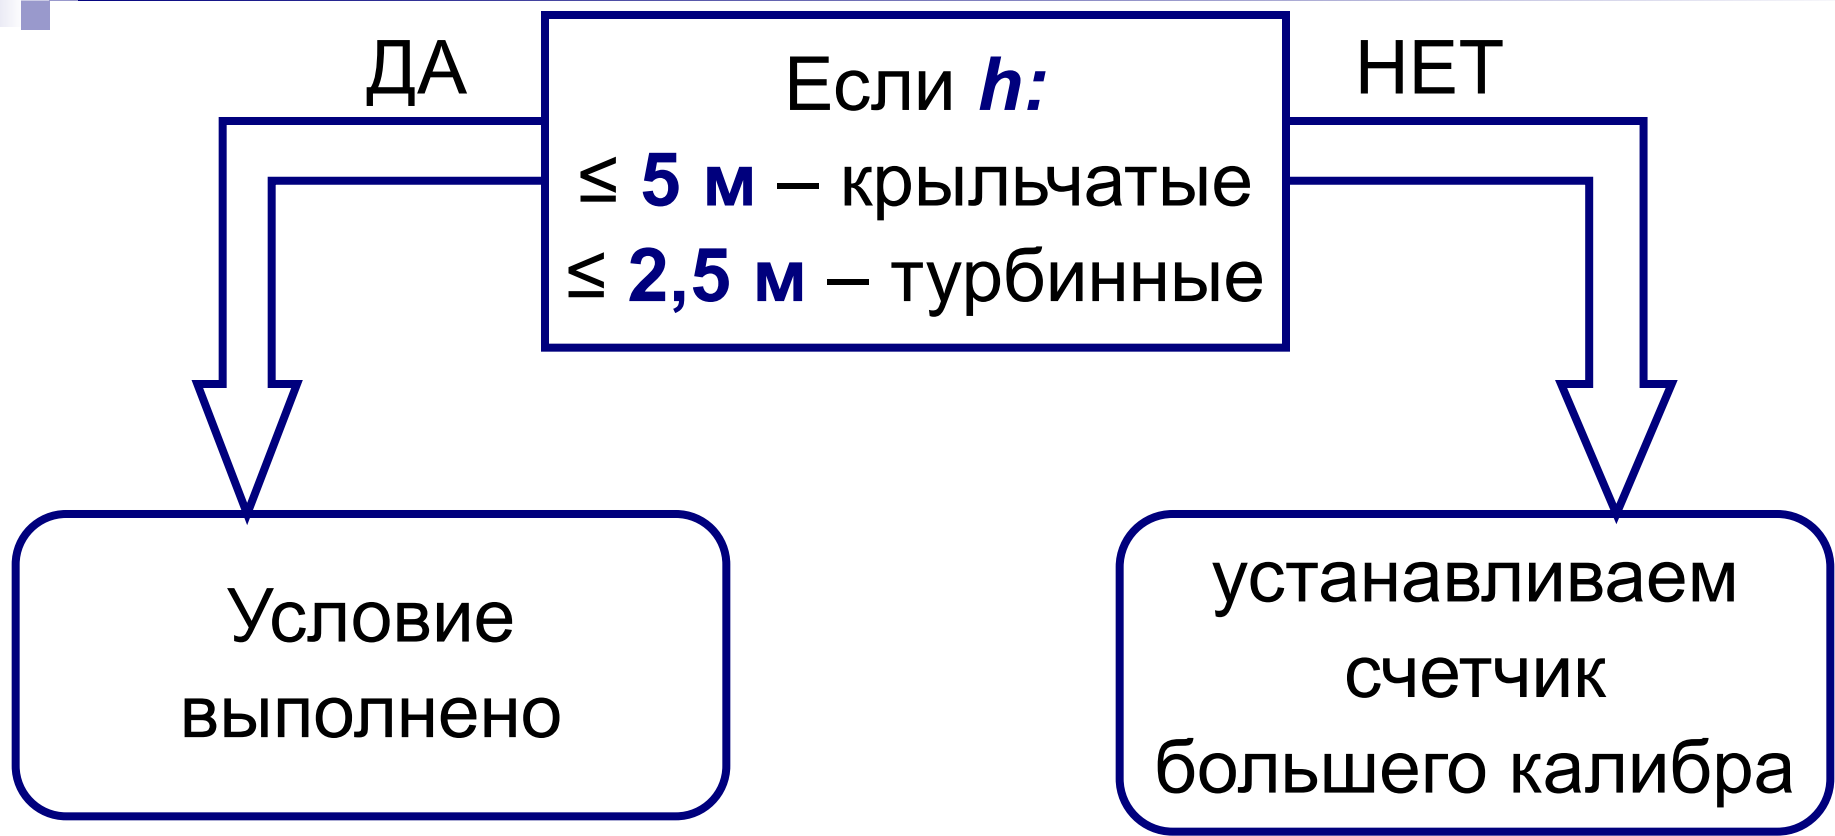 ДА
Если h:
≤ 5 м – крыльчатые
≤ 2,5 м – турбинные
НЕТ
Условие
выполнено
устанавливаем
счетчик
большего калибра